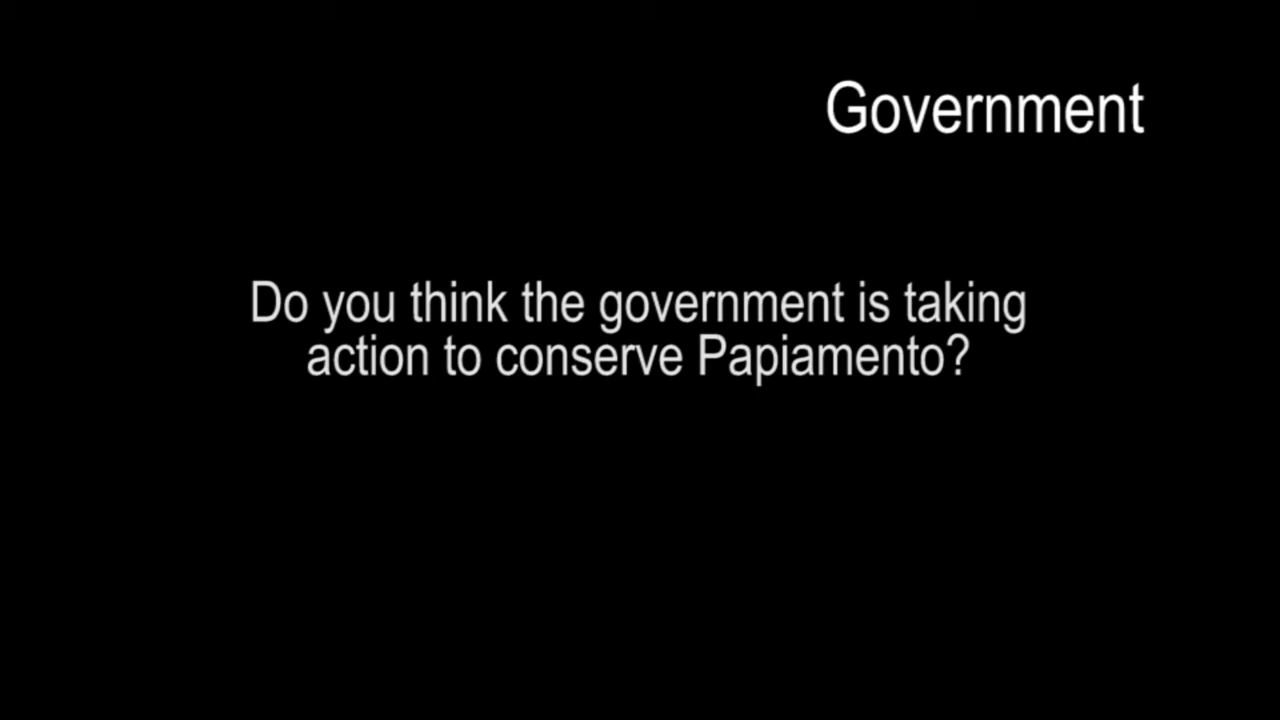 Government
Do you think the government is taking
action to conserve Papiamento?